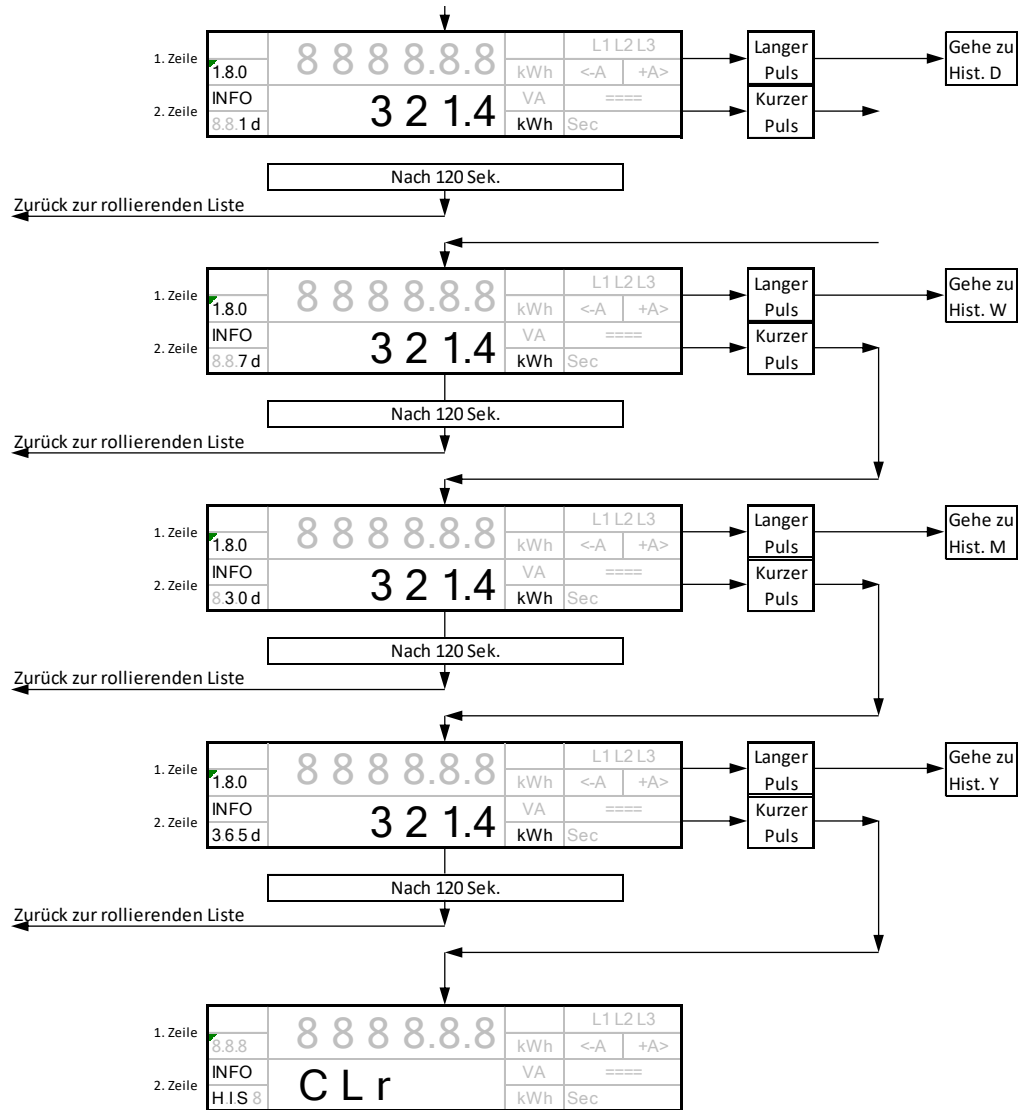 L1 L2 L3
1. Zeile 1.8.0 8 8 8 8.8.8 kWh <-A +A> Langer Puls Gehe zu Hist. D
INFO VA ====
2. Zeile 8.8.1 d 3 2 1.4 kWh Sec Kurzer Puls
Nach 120 Sek.
Zurück zur rollierenden Liste
L1 L2 L3
1. Zeile 1.8.0 8 8 8 8.8.8 kWh <-A +A> Langer Puls Gehe zu Hist. W
INFO VA ====
2. Zeile 8.8.7 d 3 2 1.4 kWh Sec Kurzer Puls
Nach 120 Sek.
Zurück zur rollierenden Liste
L1 L2 L3
1. Zeile 1.8.0 8 8 8 8.8.8 kWh <-A +A> Langer Puls Gehe zu Hist. M
INFO VA ====
2. Zeile 8.3.0 d 3 2 1.4 kWh Sec Kurzer Puls
Nach 120 Sek.
Zurück zur rollierenden Liste
L1 L2 L3
1. Zeile 1.8.0 8 8 8 8.8.8 kWh <-A +A> Langer Puls Gehe zu Hist. Y
INFO VA ====
2. Zeile 3 6.5 d 3 2 1.4 kWh Sec Kurzer Puls
Nach 120 Sek.
Zurück zur rollierenden Liste
L1 L2 L3
1. Zeile 8.8.8 8 8 8 8.8.8 kWh <-A +A>
INFO VA ====
2. Zeile H.I.S 8 C L r kWh Sec